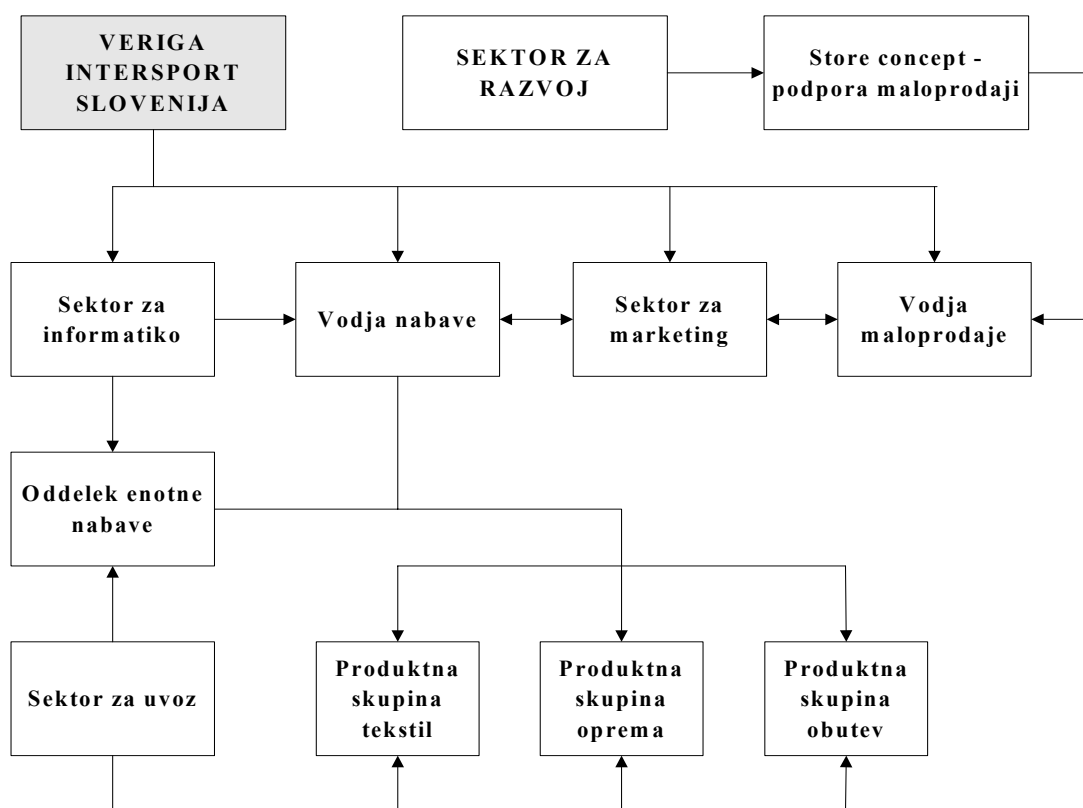 VERIGA
INTERSPORT
SLOVENIJA
SEKTOR ZA
RAZVOJ
Store concept -
podpora maloprodaji
Sektor za
informatiko
Vodja nabave
Sektor za
marketing
Vodja
maloprodaje
Oddelek enotne
nabave
Sektor za uvoz
Produktna
skupina
tekstil
Produktna
skupina
oprema
Produktna
skupina
obutev